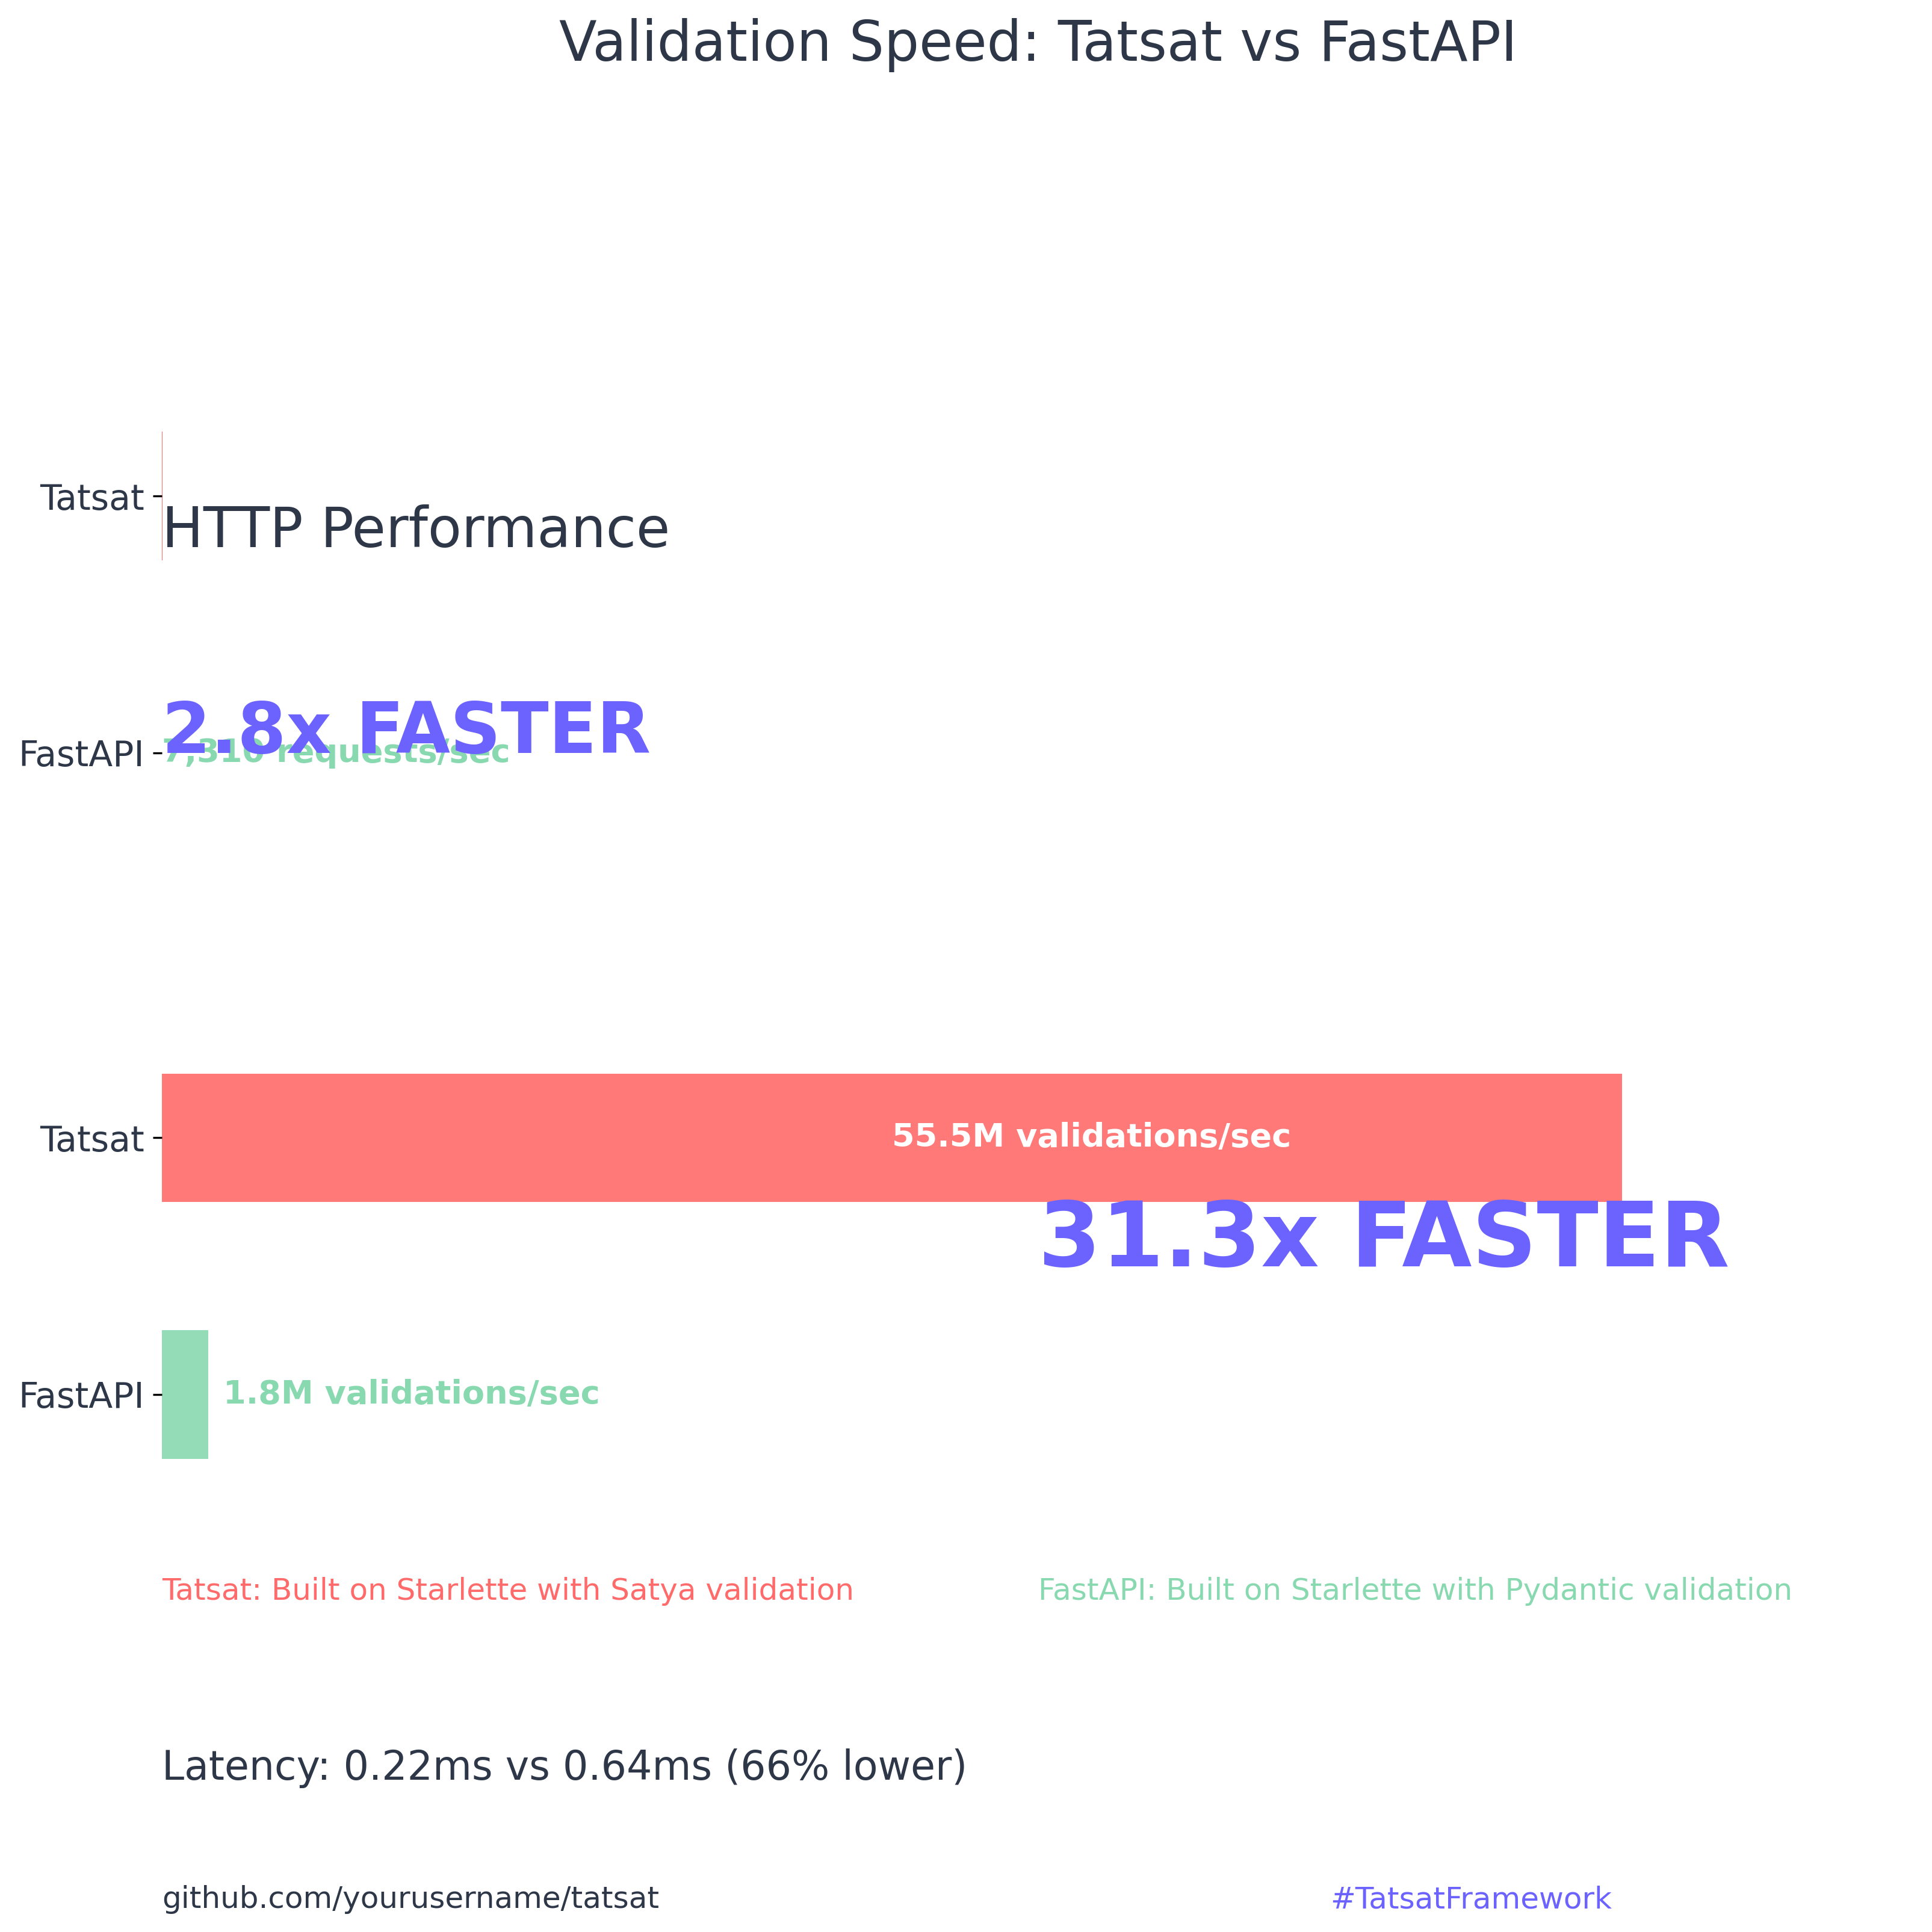 Validation Speed: Tatsat vs FastAPI
Tatsat
HTTP Performance
2.8x FASTER
FastAPI
7,310 requests/sec
Tatsat
55.5M validations/sec
31.3x FASTER
FastAPI
1.8M validations/sec
Tatsat: Built on Starlette with Satya validation
FastAPI: Built on Starlette with Pydantic validation
Latency: 0.22ms vs 0.64ms (66% lower)
github.com/yourusername/tatsat
#TatsatFramework